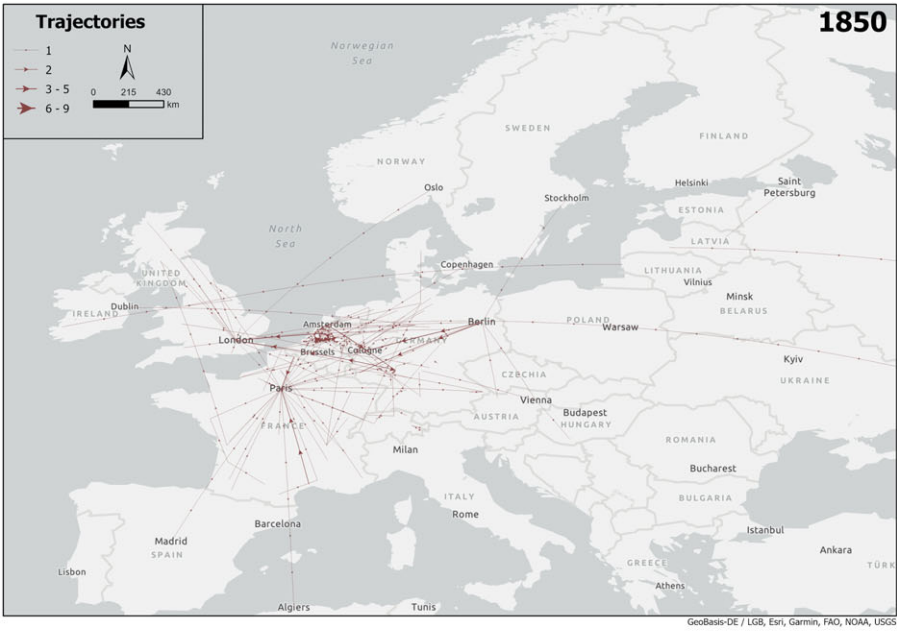 Trajectories
1850
1
2
3 - 5
6 - 9
N
0 215 430
km
Norwegian
Sea
SWEDEN
FINLAND
NORWAY
Oslo
Stockholm
Helsinki
Saint
Petersburg
ESTONIA
North
Sea
LATVIA
Copenhagen
LITHUANIA
Vilnius
UNITED
KINGDOM
Minsk
BELARUS
Dublin
IRELAND
Amsterdam
Berlin
POLAND
Warsaw
London
Brussels
Cologne
GERMANY
Kyiv
CZECHIA
UKRAINE
Paris
Vienna
Budapest
HUNGARY
AUSTRIA
FRANCE
ROMANIA
Milan
Bucharest
ITALY
BULGARIA
Rome
Barcelona
Istanbul
Madrid
SPAIN
Ankara
GREECE
TÜRK
Lisbon
Athens
Algiers
Tunis
GeoBasis-DE / LGB, Esri, Garmin, FAO, NOAA, USGS